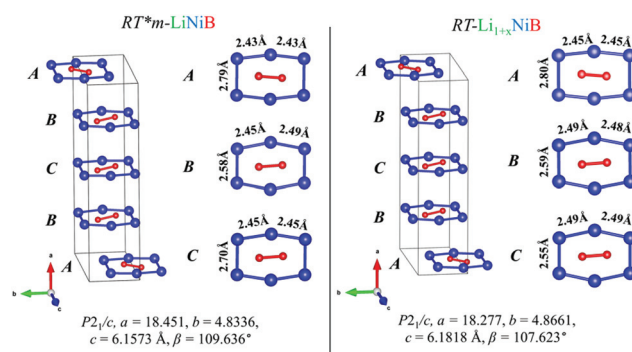 RT*m-LiNiB
2.43Å 2.43Å
A
A
2.79Å
B
2.45Å 2.49Å
C
B
2.58Å
B
2.45Å 2.45Å
A
C
2.70Å
a
b
c
P2₁/c, a = 18.451, b = 4.8336,
c = 6.1573 Å, β = 109.636°
RT-Li₁₊ₓNiB
2.45Å 2.45Å
A
A
2.80Å
B
2.49Å 2.48Å
C
B
2.59Å
B
2.49Å 2.49Å
A
C
2.55Å
a
b
c
P2₁/c, a = 18.277, b = 4.8661,
c = 6.1818 Å, β = 107.623°